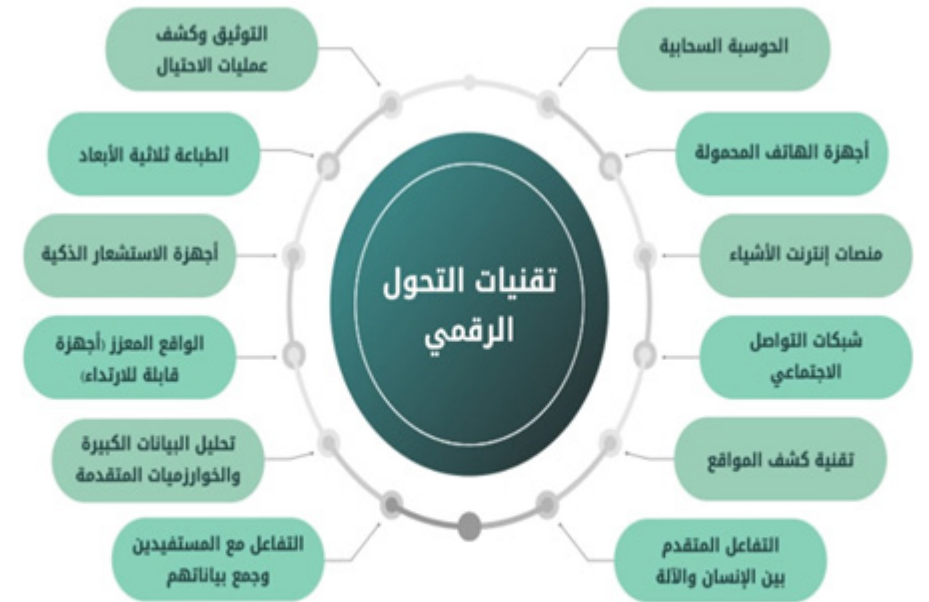 تقنيات التحول
الرقمي
الحوسبة السحابية
أجهزة الهاتف المحمولة
منصات إنترنت الأشياء
شبكات التواصل
الاجتماعي
تقنية كشف المواقع
التفاعل المتقدم
بين الإنسان والآلة
التوثيق وكشف
عمليات الاحتيال
الطباعة ثلاثية الأبعاد
أجهزة الاستشعار الذكية
الواقع المعزز (أجهزة
قابلة للارتداء)
تحليل البيانات الكبيرة
والخوارزميات المتقدمة
التفاعل مع المستفيدين
وجمع بياناتهم